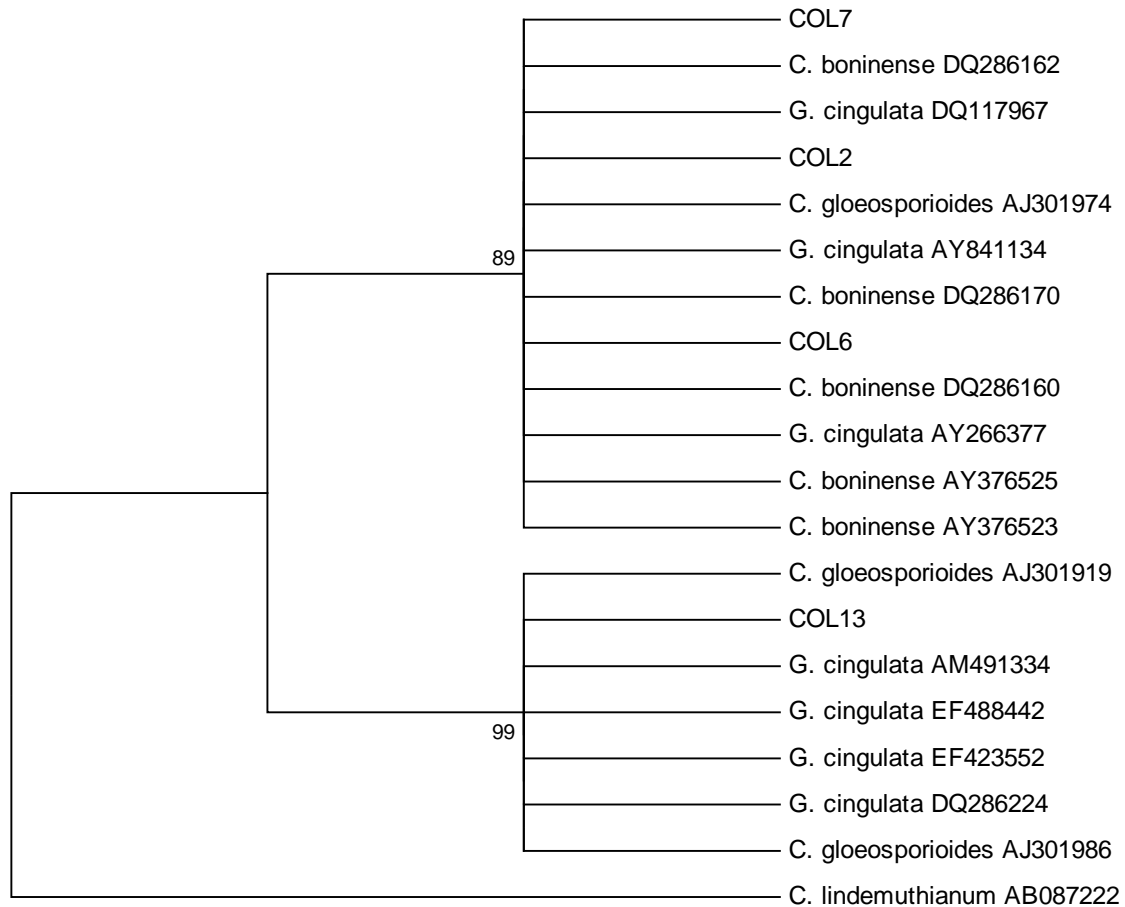 COL7
C. boninense DQ286162
G. cingulata DQ117967
COL2
C. gloeosporioides AJ301974
G. cingulata AY841134
89
C. boninense DQ286170
COL6
C. boninense DQ286160
G. cingulata AY266377
C. boninense AY376525
C. boninense AY376523
C. gloeosporioides AJ301919
COL13
G. cingulata AM491334
G. cingulata EF488442
99
G. cingulata EF423552
G. cingulata DQ286224
C. gloeosporioides AJ301986
C. lindemuthianum AB087222